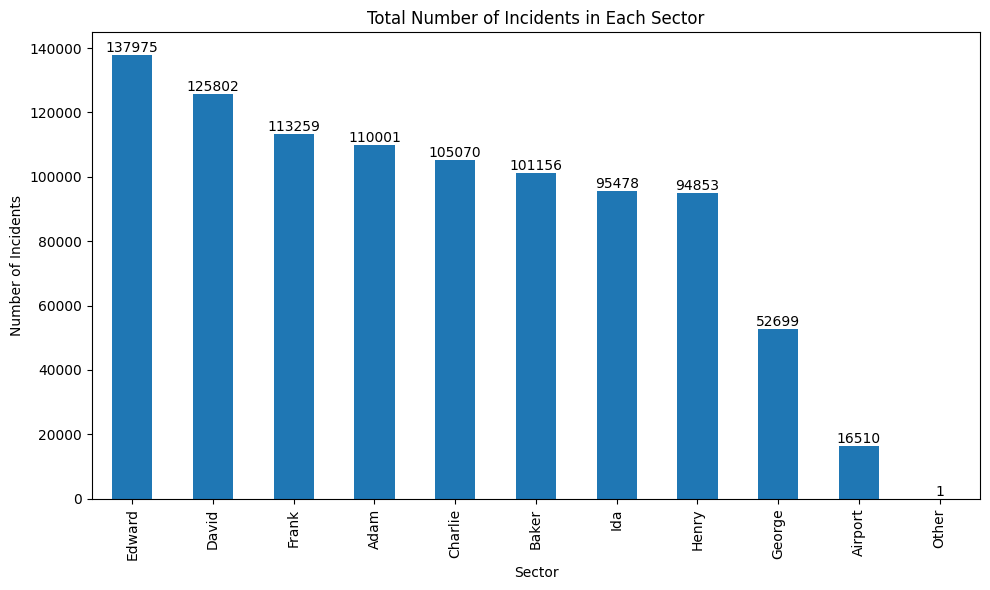 Total Number of Incidents in Each Sector
Number of Incidents
140000
120000
100000
80000
60000
40000
20000
0
137975
125802
113259
110001
105070
101156
95478
94853
52699
16510
1
Edward
David
Frank
Adam
Charlie
Baker
Ida
Henry
George
Airport
Other
Sector